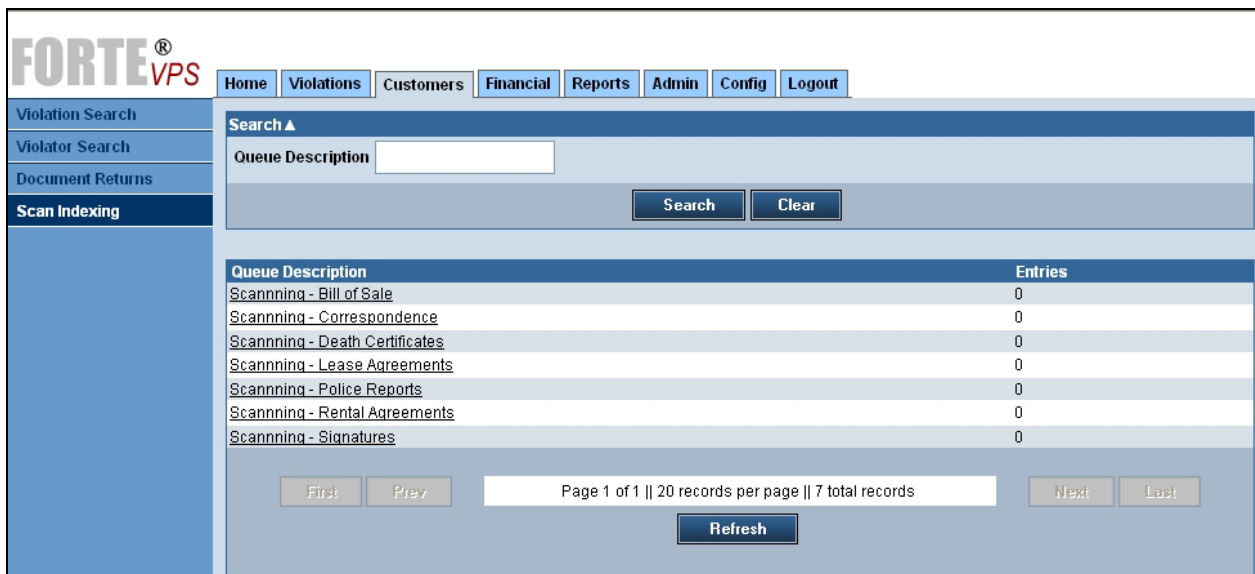 FORTE® VPS
Home Violations Customers Financial Reports Admin Config Logout
Violation Search
Violator Search
Document Returns
Scan Indexing
Search▲
Queue Description
Search Clear
Queue Description Entries
Scannning - Bill of Sale 0
Scannning - Correspondence 0
Scannning - Death Certificates 0
Scannning - Lease Agreements 0
Scannning - Police Reports 0
Scannning - Rental Agreements 0
Scannning - Signatures 0
First Prev Page 1 of 1 || 20 records per page || 7 total records Next Last
Refresh